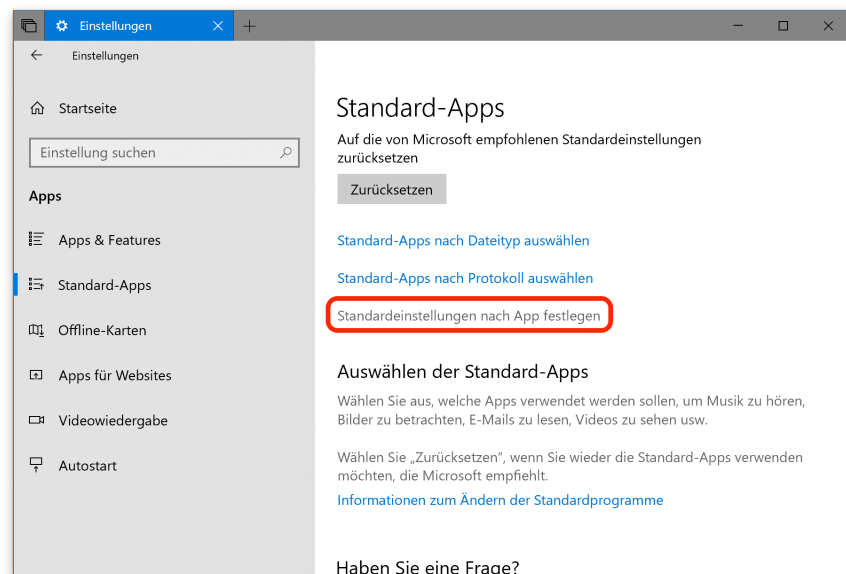 Einstellungen
Einstellungen
Startseite
Einstellung suchen
Apps
Apps & Features
Standard-Apps
Offline-Karten
Apps für Websites
Videowiedergabe
Autostart
Standard-Apps
Auf die von Microsoft empfohlenen Standardeinstellungen
zurücksetzen
Zurücksetzen
Standard-Apps nach Dateityp auswählen
Standard-Apps nach Protokoll auswählen
Standardeinstellungen nach App festlegen
Auswählen der Standard-Apps
Wählen Sie aus, welche Apps verwendet werden sollen, um Musik zu hören,
Bilder zu betrachten, E-Mails zu lesen, Videos zu sehen usw.
Wählen Sie „Zurücksetzen", wenn Sie wieder die Standard-Apps verwenden
möchten, die Microsoft empfiehlt.
Informationen zum Ändern der Standardprogramme
Haben Sie eine Frage?